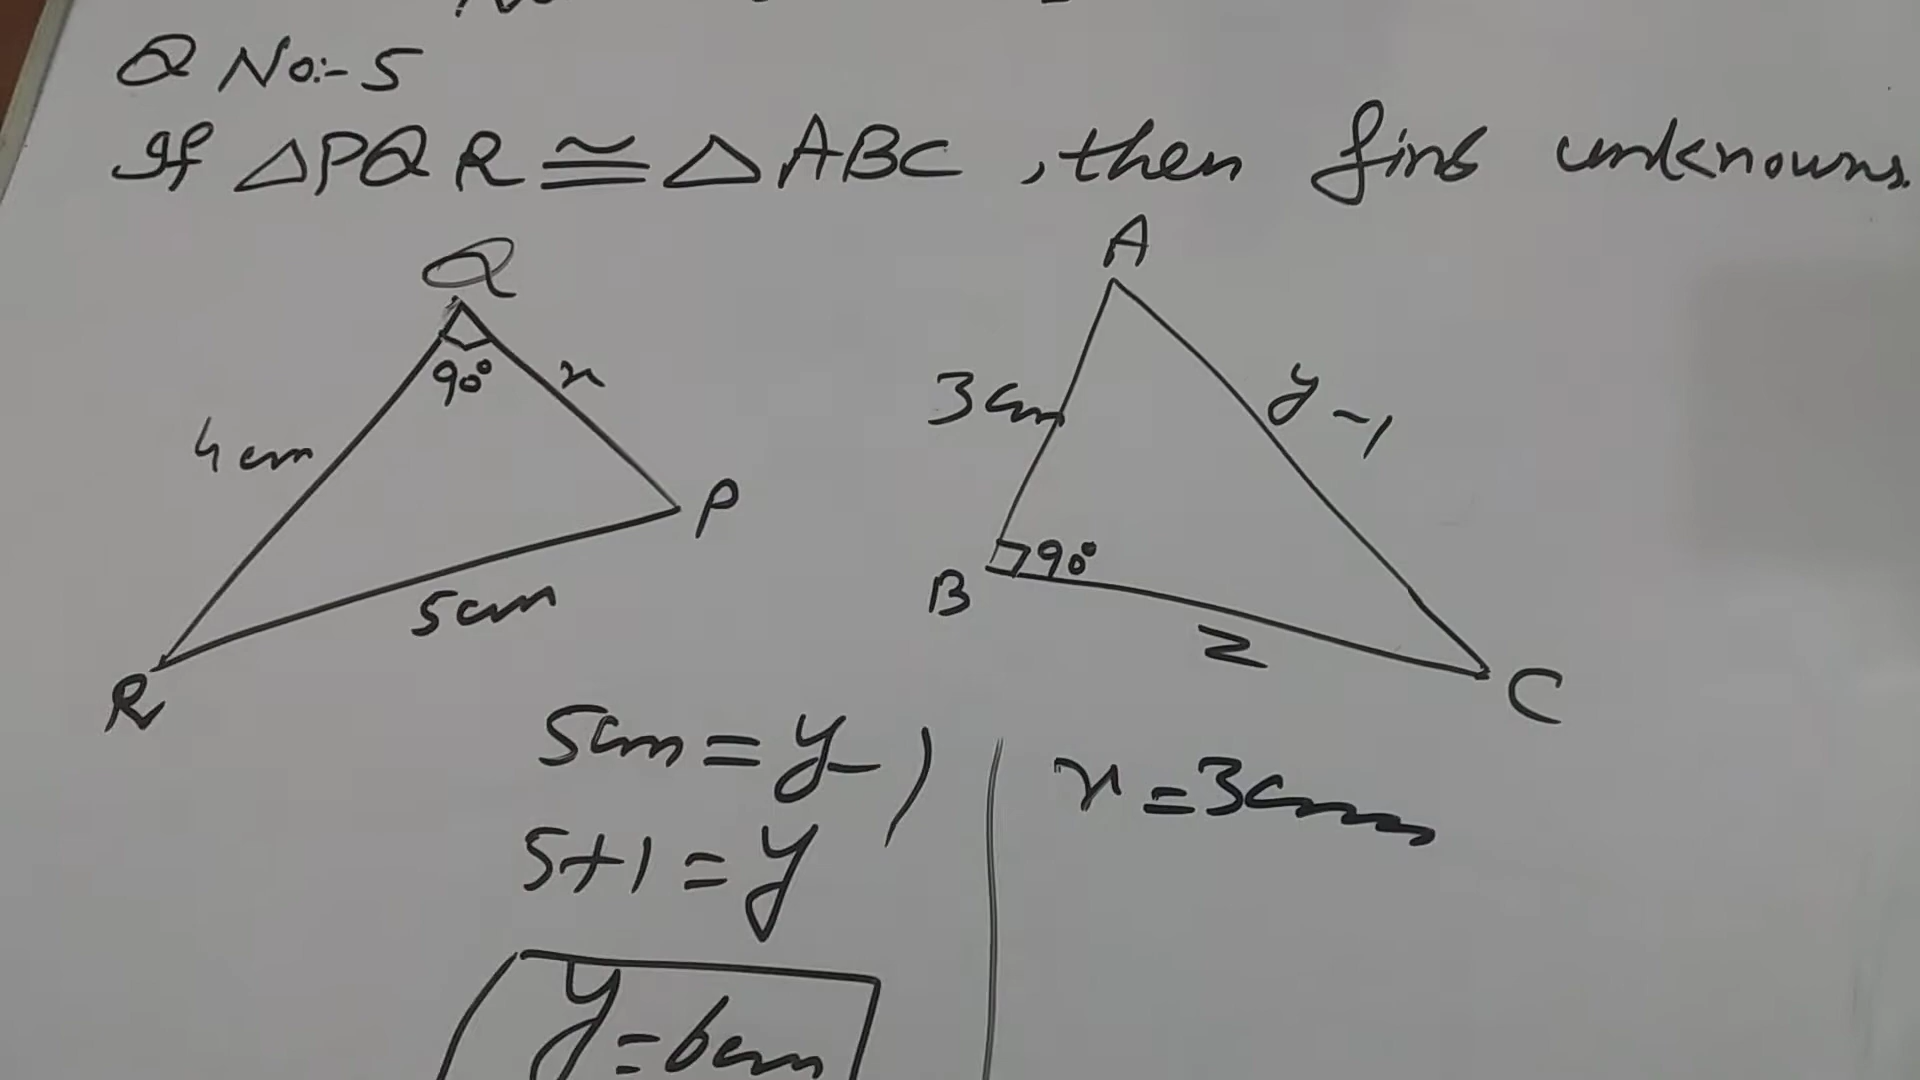 Q No:- 5
If △PQR ≅ △ABC, then find unknowns.
Q
90°
x
4cm
P
5cm
R
A
3cm
y-1
B
90°
z
C
5cm = y-1
5+1 = y
y=6cm
x=3cm